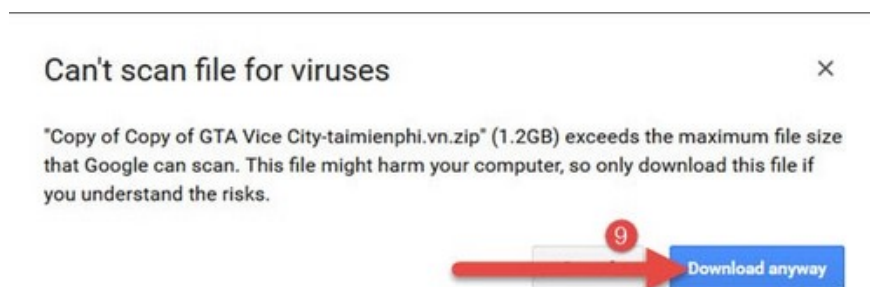 Can't scan file for viruses
"Copy of Copy of GTA Vice City-taimienphi.vn.zip" (1.2GB) exceeds the maximum file size
that Google can scan. This file might harm your computer, so only download this file if
you understand the risks.
9
Download anyway